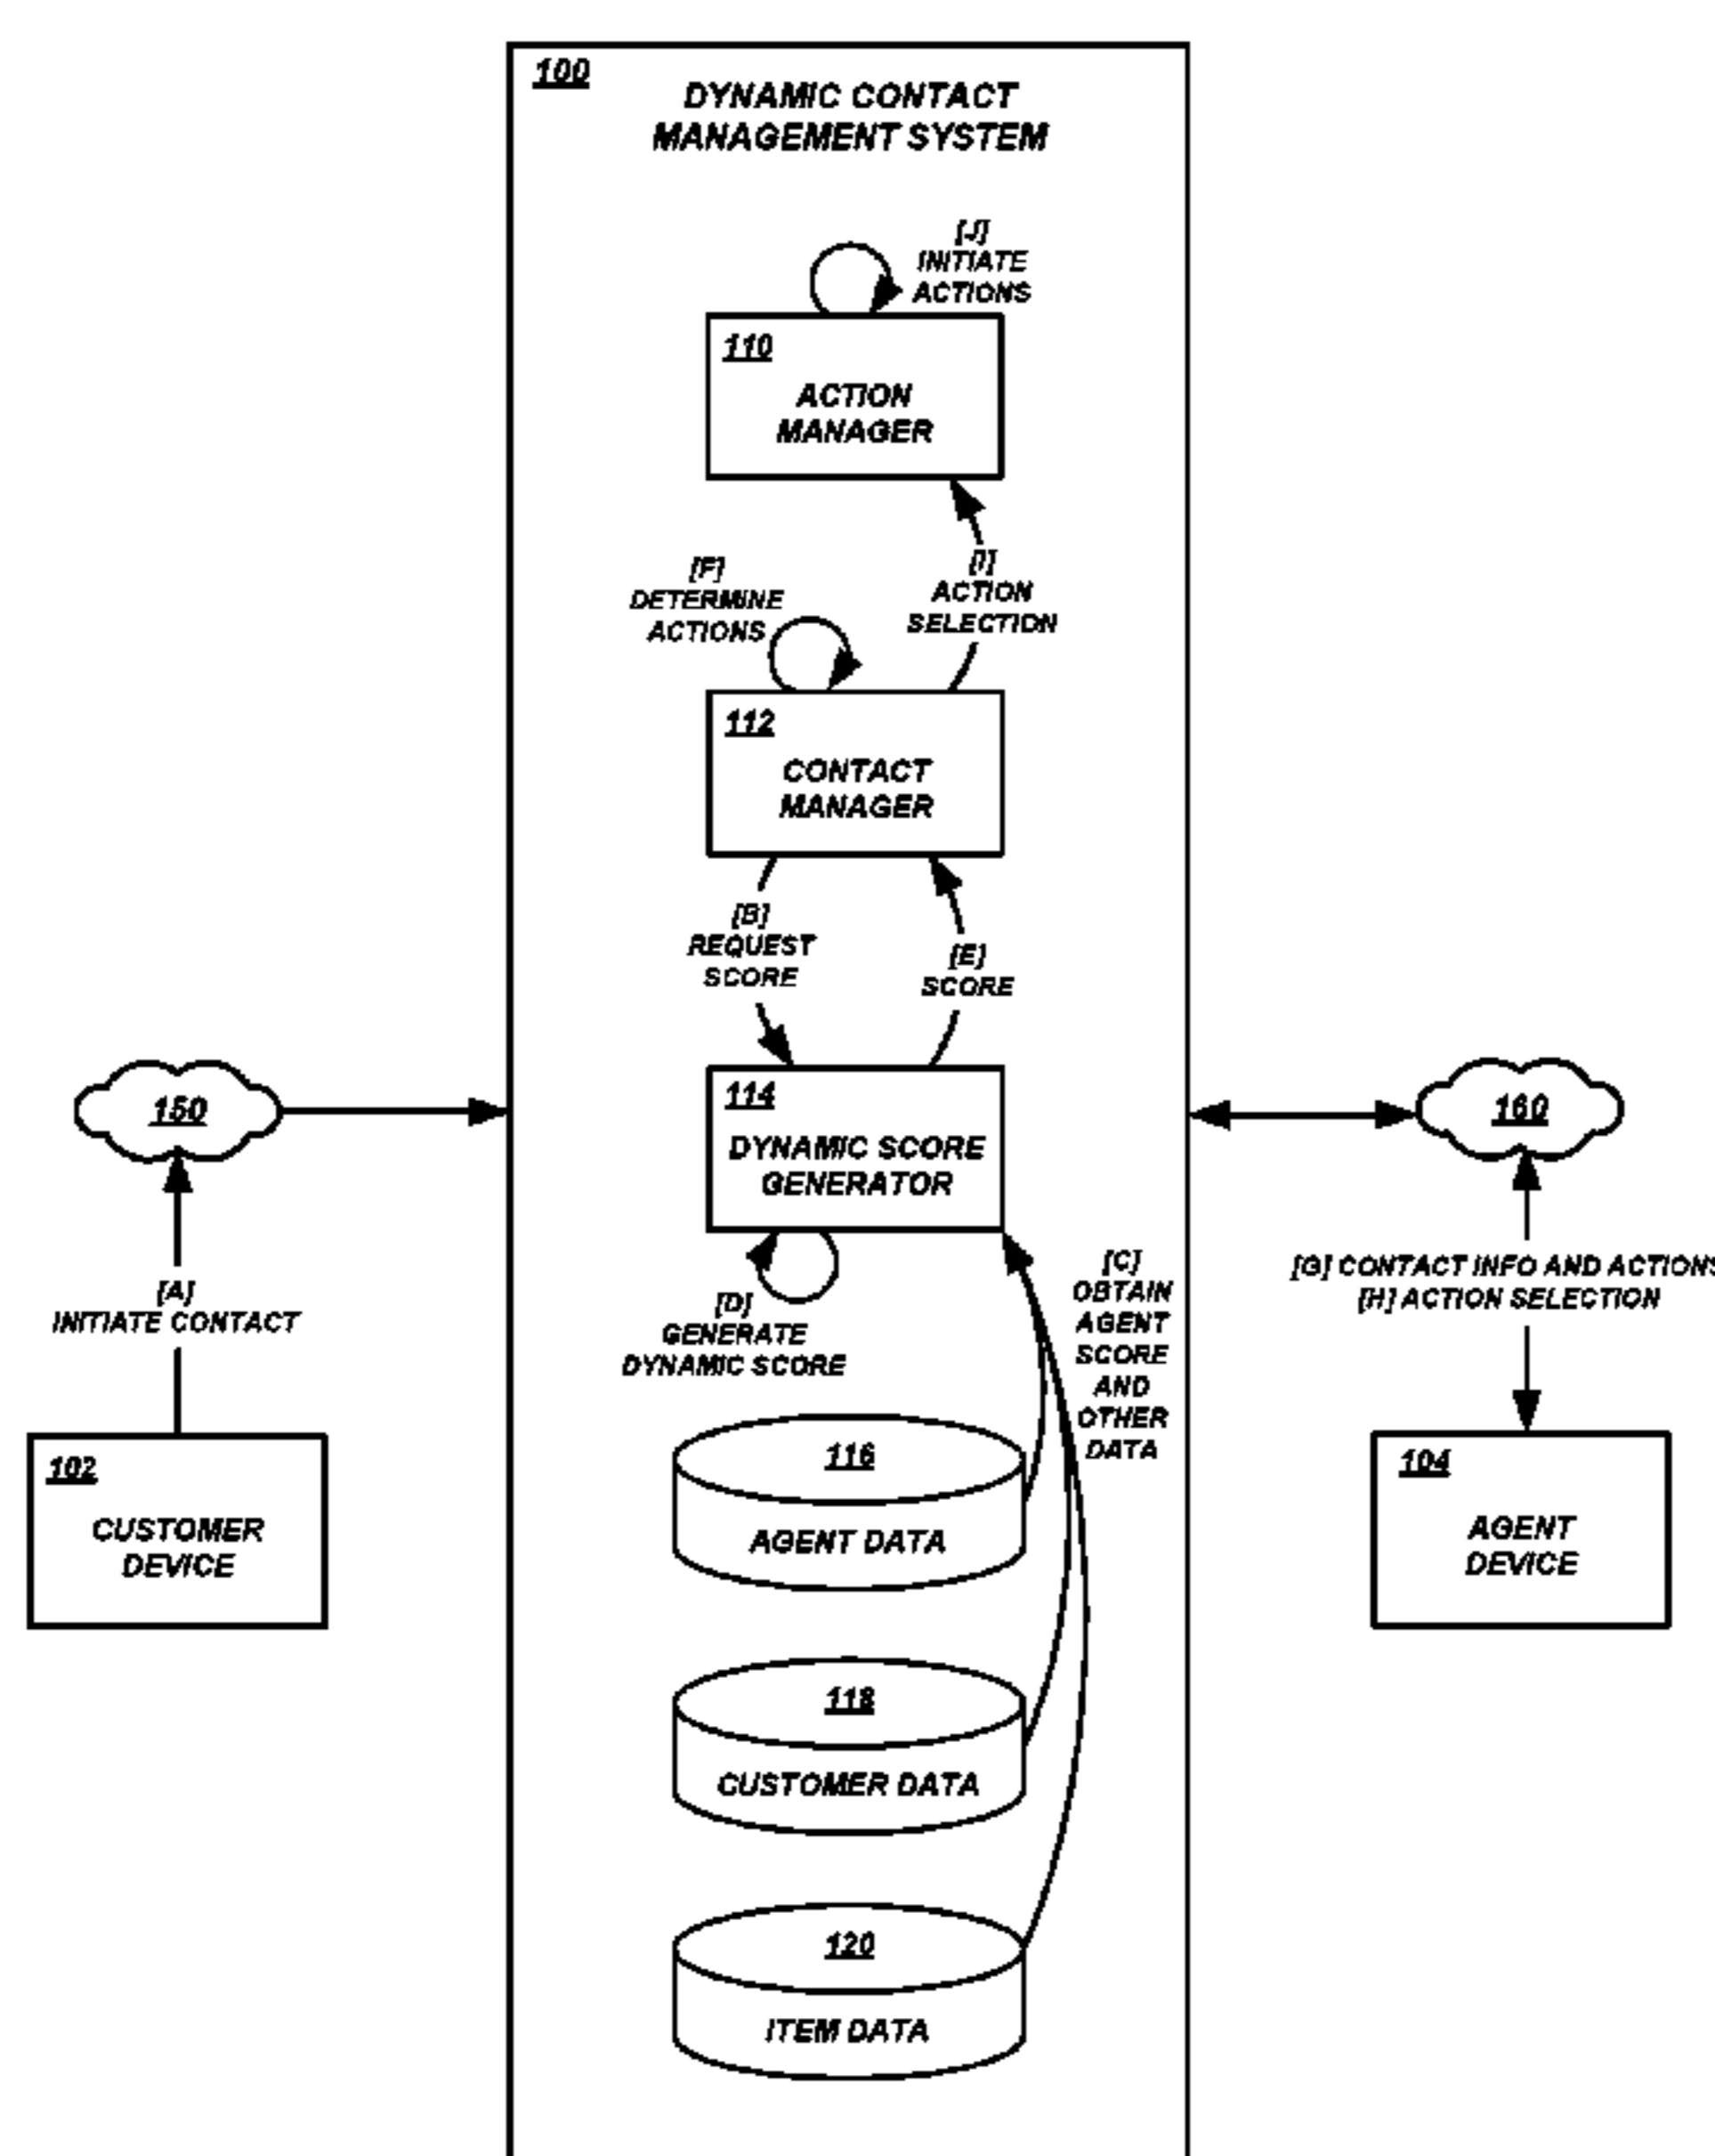 100
DYNAMIC CONTACT
MANAGEMENT SYSTEM
[J]
INITIATE
ACTIONS
110
ACTION
MANAGER
[F]
DETERMINE
ACTIONS
[I]
ACTION
SELECTION
112
CONTACT
MANAGER
[B]
REQUEST
SCORE
[E]
SCORE
150
114
DYNAMIC SCORE
GENERATOR
160
[A]
INITIATE CONTACT
[D]
GENERATE
DYNAMIC SCORE
[C]
OBTAIN
AGENT
SCORE
AND
OTHER
DATA
[G] CONTACT INFO AND ACTIONS
[H] ACTION SELECTION
102
CUSTOMER
DEVICE
116
AGENT DATA
104
AGENT
DEVICE
118
CUSTOMER DATA
120
ITEM DATA